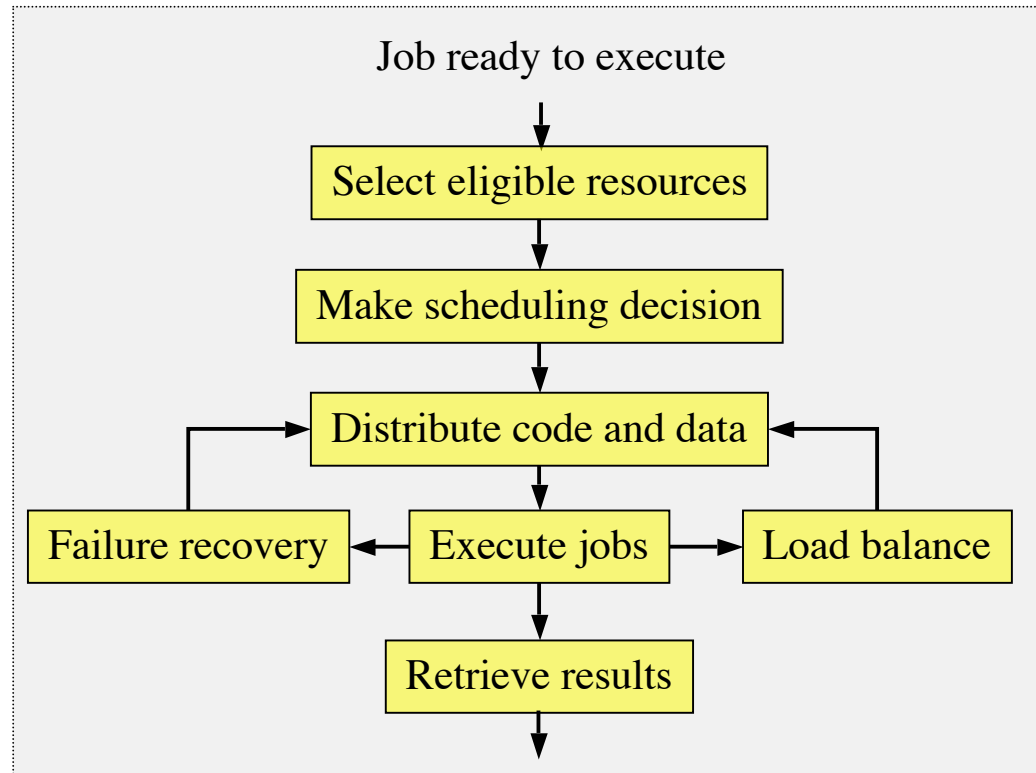 Job ready to execute
Select eligible resources
Make scheduling decision
Distribute code and data
Failure recovery
Execute jobs
Load balance
Retrieve results